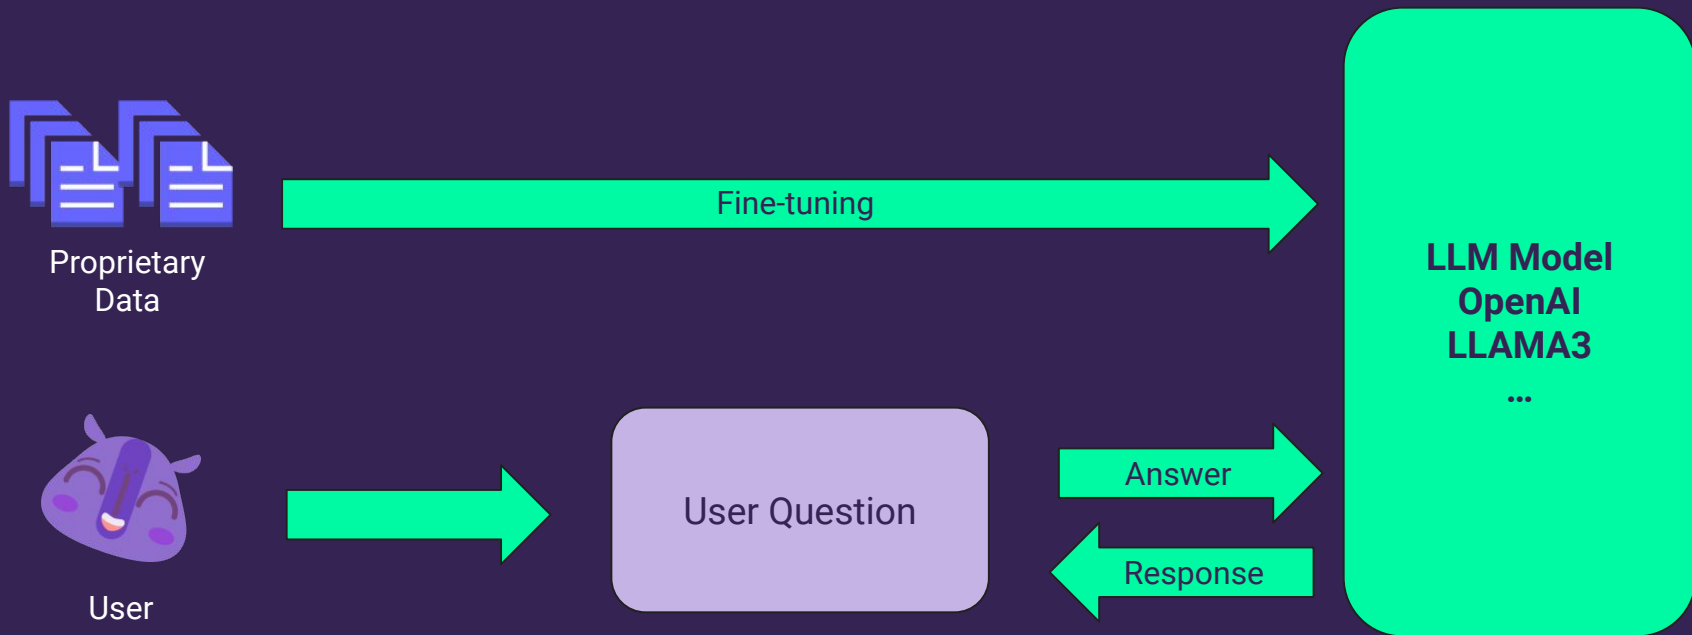 Fine-tuning
Proprietary
Data
LLM Model
OpenAI
LLAMA3
...
User Question
Answer
Response
User